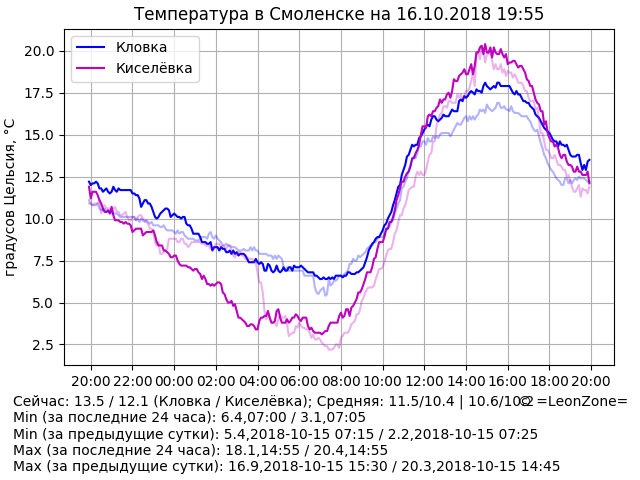 Температура в Смоленске на 16.10.2018 19:55
Кловка
Киселёвка
градусов Цельсия, °C
20.0
17.5
15.0
12.5
10.0
7.5
5.0
2.5
20:00 22:00 00:00 02:00 04:00 06:00 08:00 10:00 12:00 14:00 16:00 18:00 20:00
Сейчас: 13.5 / 12.1 (Кловка / Киселёвка); Средняя: 11.5/10.4 | 10.6/10.2 © =LeonZone=
Min (за последние 24 часа): 6.4,07:00 / 3.1,07:05
Min (за предыдущие сутки): 5.4,2018-10-15 07:15 / 2.2,2018-10-15 07:25
Max (за последние 24 часа): 18.1,14:55 / 20.4,14:55
Max (за предыдущие сутки): 16.9,2018-10-15 15:30 / 20.3,2018-10-15 14:45